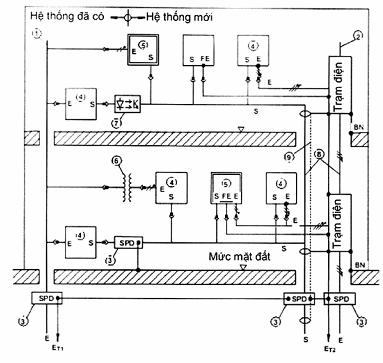 Hệ thống đã có
Hệ thống mới
1
5
4
2
E
S
S FE
S E
E
Trạm điện
4
E S
7
S
BN
9
8
6
4
5
4
E
S
S FE E
S E
E
Trạm điện
4
E S
SPD
3
S
Mức mặt đất
BN
SPD
SPD
SPD
3
3
3
E
ET1
S
ET2
E